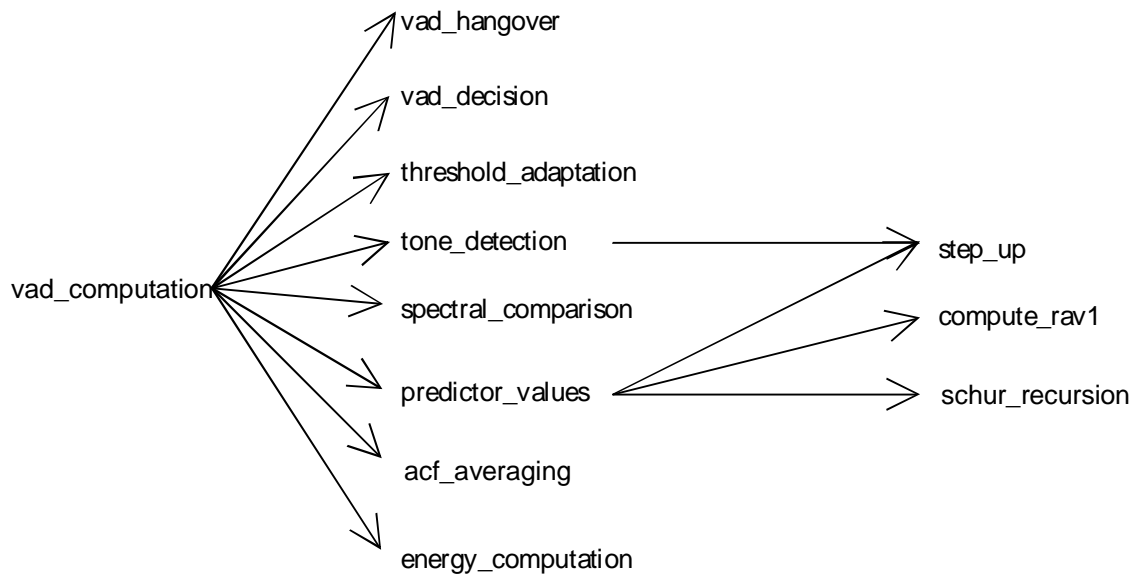 vad_hangover
vad_decision
threshold_adaptation
tone_detection
step_up
vad_computation
spectral_comparison
compute_rav1
predictor_values
schur_recursion
acf_averaging
energy_computation